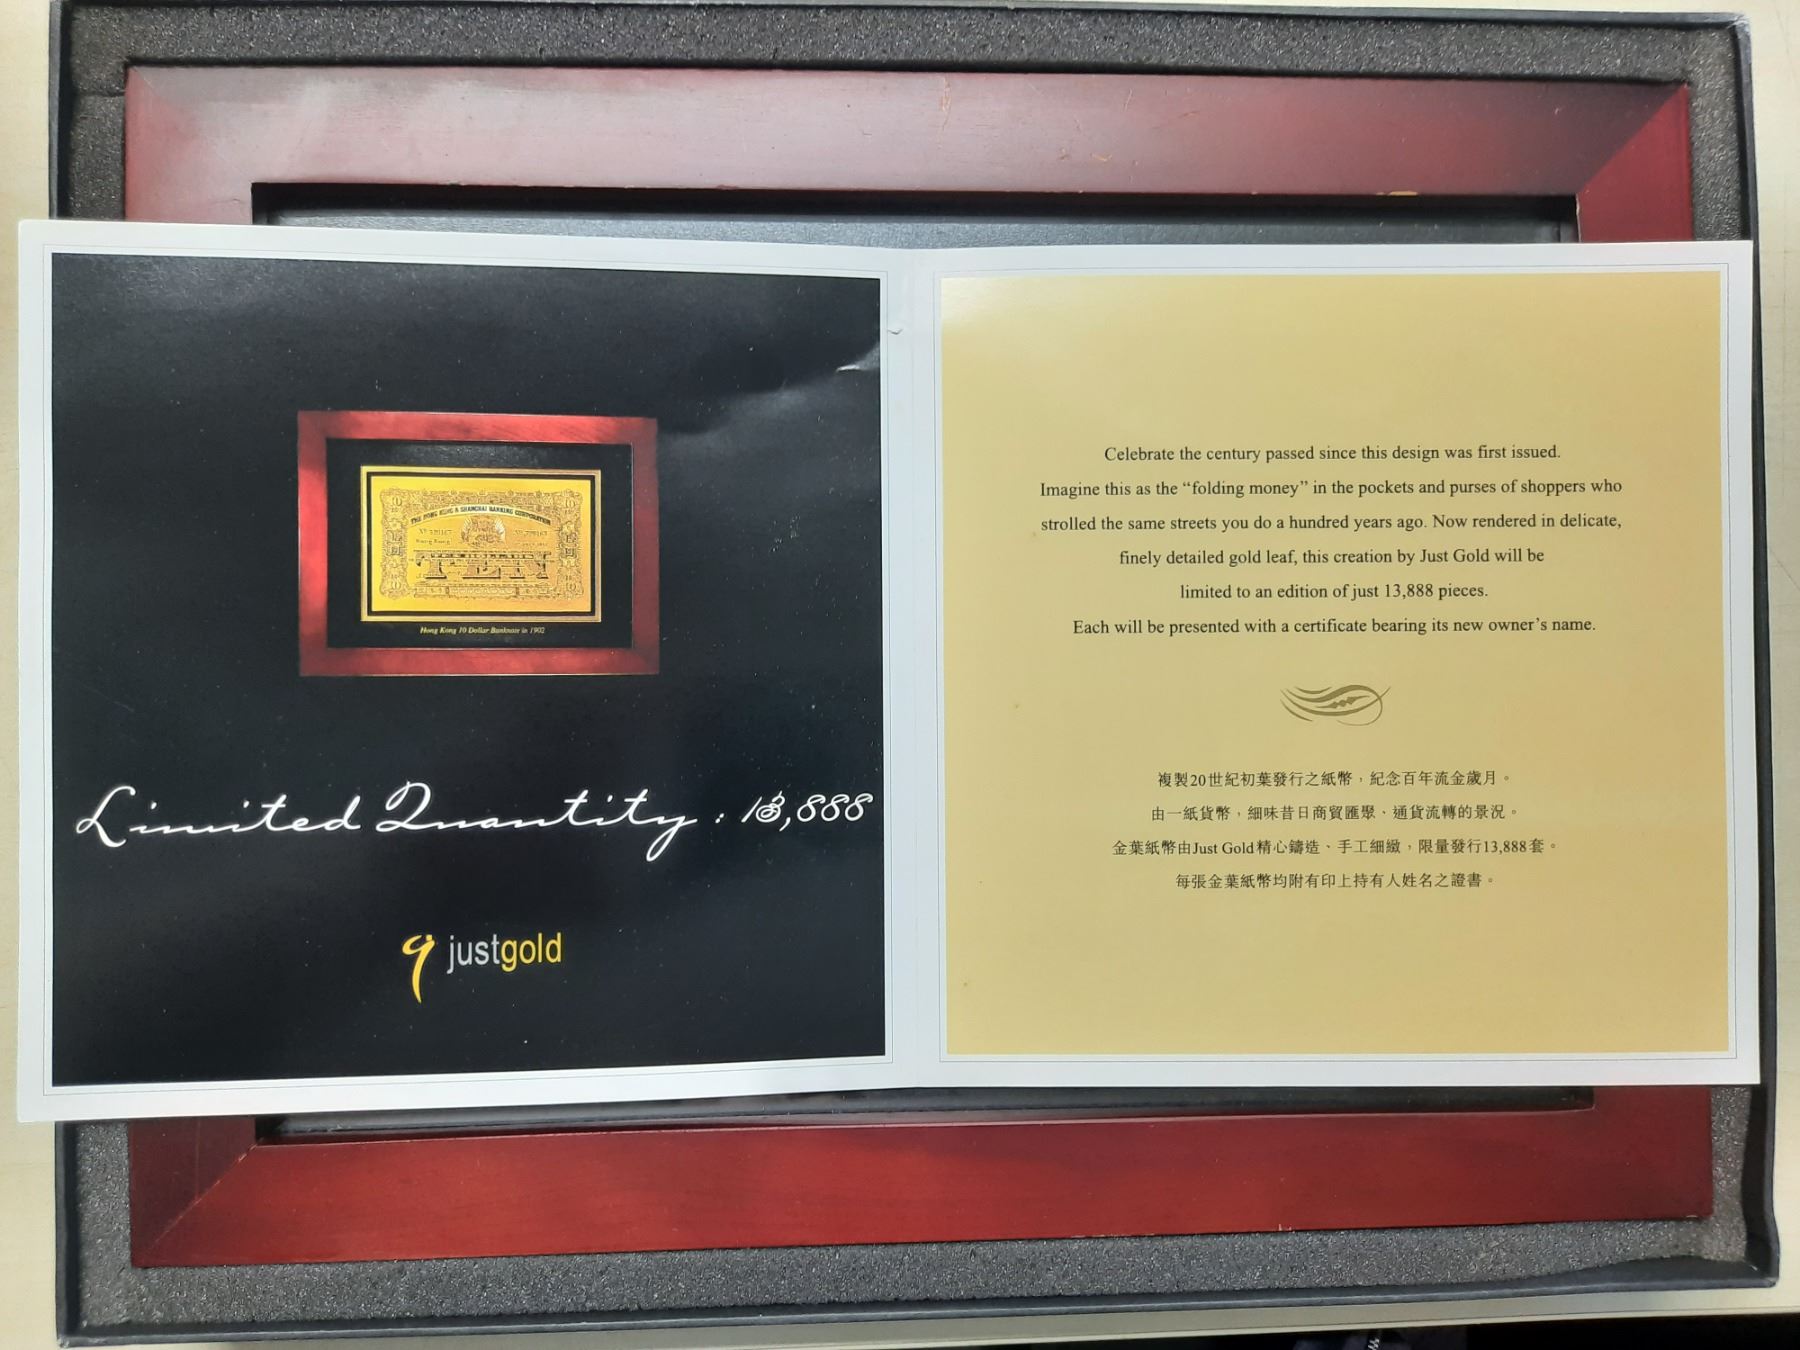 THE HONG KONG & SHANGHAI BANKING CORPORATION
TEN
Hong Kong 10 Dollar Banknote in 1902
Limited Quantity : 13,888
justgold
Celebrate the century passed since this design was first issued.
Imagine this as the “folding money” in the pockets and purses of shoppers who
strolled the same streets you do a hundred years ago. Now rendered in delicate,
finely detailed gold leaf, this creation by Just Gold will be
limited to an edition of just 13,888 pieces.
Each will be presented with a certificate bearing its new owner’s name.
複製20世紀初葉發行之紙幣，紀念百年流金歲月。
由一紙貨幣，細味昔日商貿匯聚、通貨流轉的景況。
金葉紙幣由Just Gold精心鑄造、手工細緻，限量發行13,888套。
每張金葉紙幣均附有印上持有人姓名之證書。